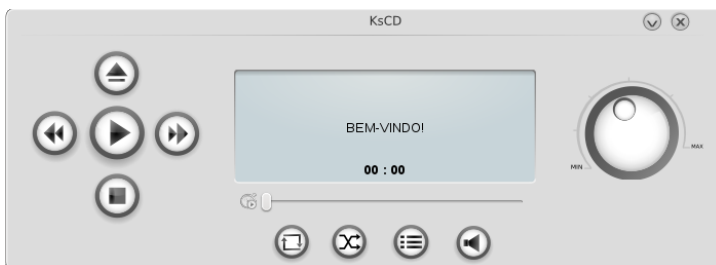 KsCD
BEM-VINDO!
00 : 00
MIN
MAX